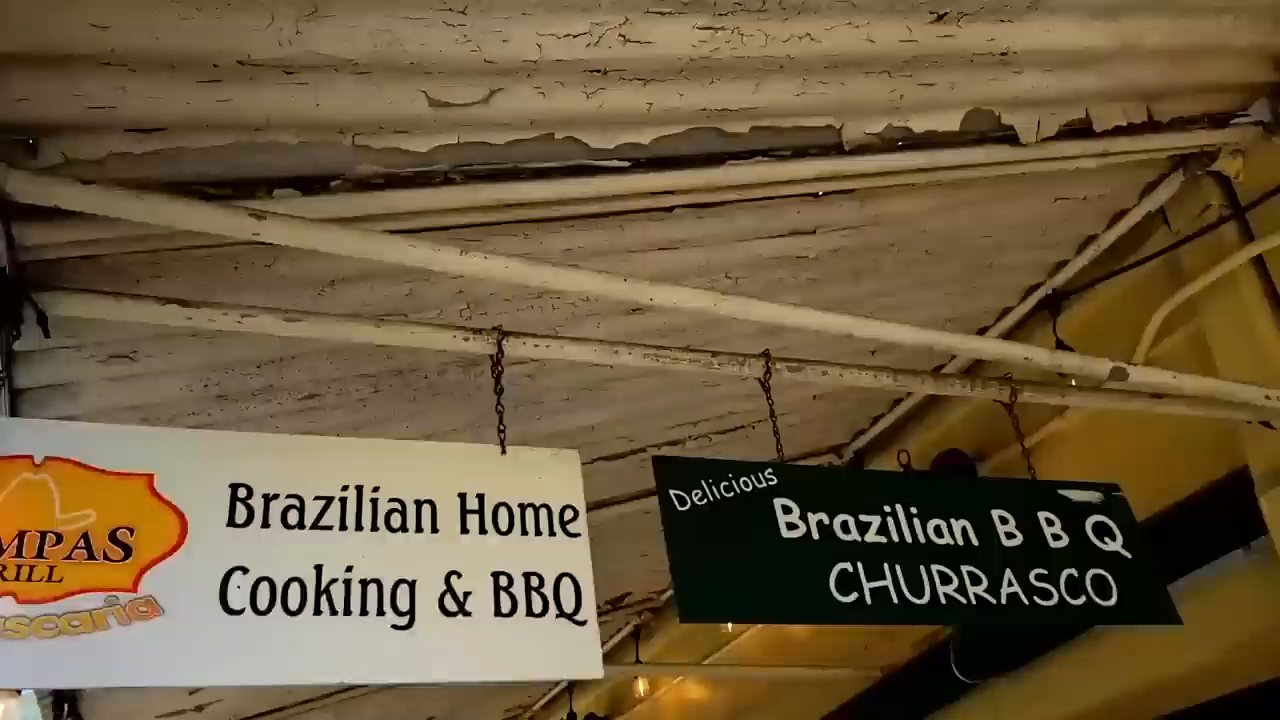 MPAS
RILL
scaria
Brazilian Home
Cooking & BBQ
Delicious
Brazilian B B Q
CHURRASCO